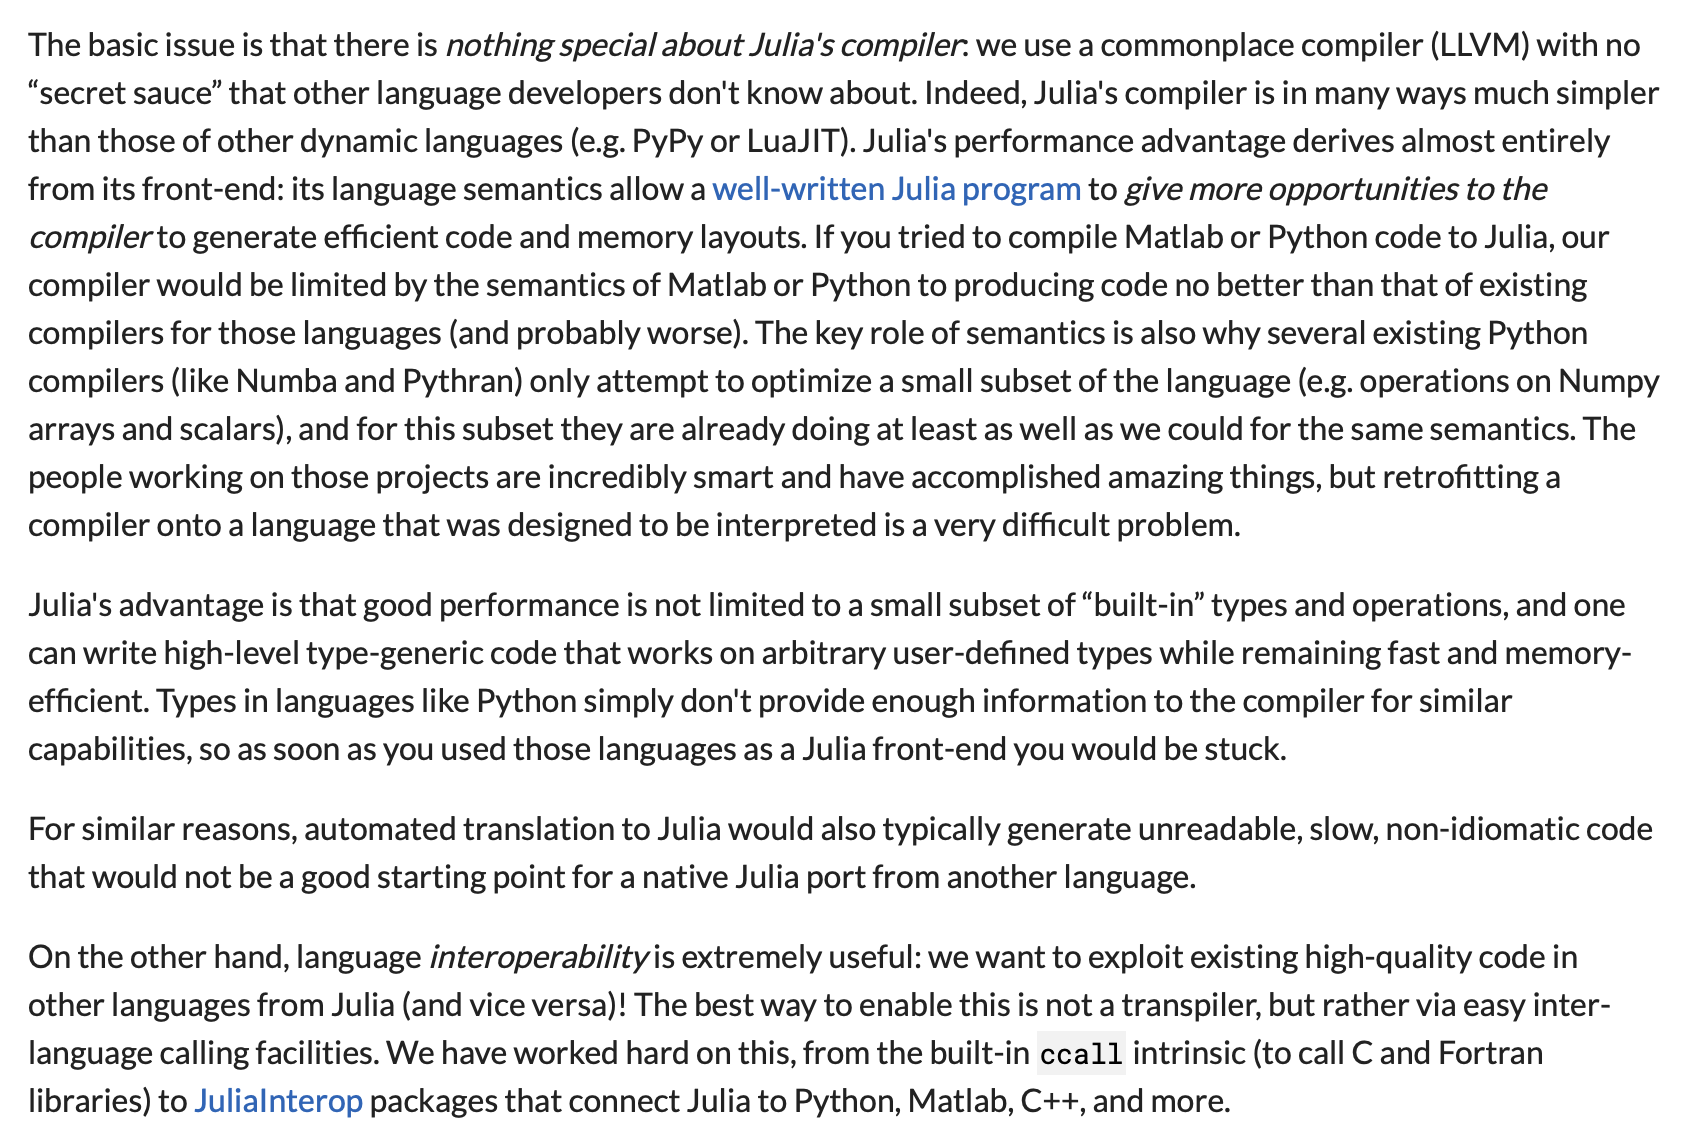 The basic issue is that there is nothing special about Julia's compiler: we use a commonplace compiler (LLVM) with no
“secret sauce” that other language developers don't know about. Indeed, Julia's compiler is in many ways much simpler
than those of other dynamic languages (e.g. PyPy or LuaJIT). Julia's performance advantage derives almost entirely
from its front-end: its language semantics allow a well-written Julia program to give more opportunities to the
compiler to generate efficient code and memory layouts. If you tried to compile Matlab or Python code to Julia, our
compiler would be limited by the semantics of Matlab or Python to producing code no better than that of existing
compilers for those languages (and probably worse). The key role of semantics is also why several existing Python
compilers (like Numba and Pythran) only attempt to optimize a small subset of the language (e.g. operations on Numpy
arrays and scalars), and for this subset they are already doing at least as well as we could for the same semantics. The
people working on those projects are incredibly smart and have accomplished amazing things, but retrofitting a
compiler onto a language that was designed to be interpreted is a very difficult problem.
Julia's advantage is that good performance is not limited to a small subset of “built-in” types and operations, and one
can write high-level type-generic code that works on arbitrary user-defined types while remaining fast and memory-
efficient. Types in languages like Python simply don't provide enough information to the compiler for similar
capabilities, so as soon as you used those languages as a Julia front-end you would be stuck.
For similar reasons, automated translation to Julia would also typically generate unreadable, slow, non-idiomatic code
that would not be a good starting point for a native Julia port from another language.
On the other hand, language interoperability is extremely useful: we want to exploit existing high-quality code in
other languages from Julia (and vice versa)! The best way to enable this is not a transpiler, but rather via easy inter-
language calling facilities. We have worked hard on this, from the built-in ccall intrinsic (to call C and Fortran
libraries) to JuliaInterop packages that connect Julia to Python, Matlab, C++, and more.